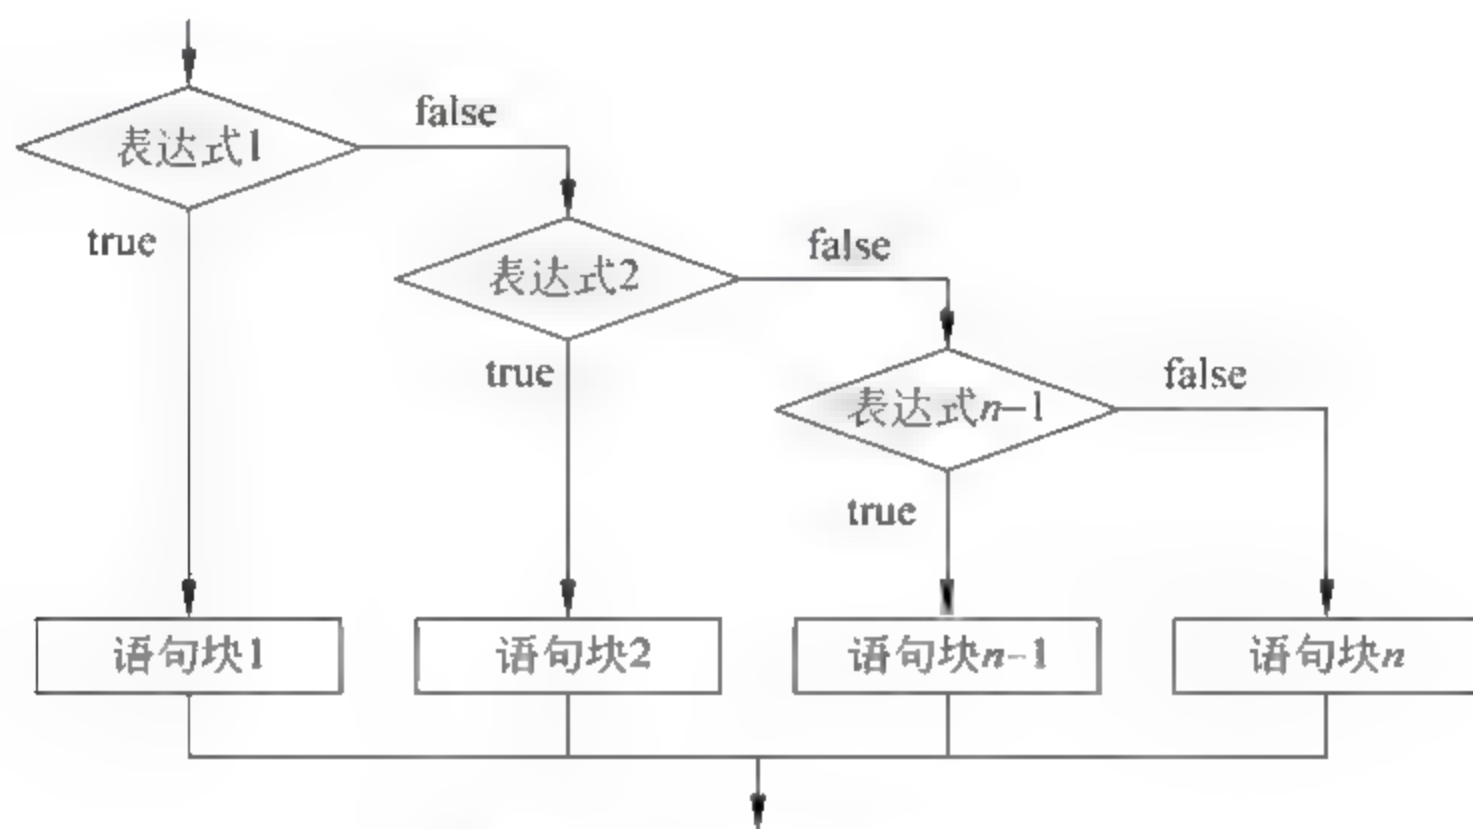 false
表达式1
true
false
表达式2
true
false
表达式n-1
true
语句块1
语句块2
语句块n-1
语句块n